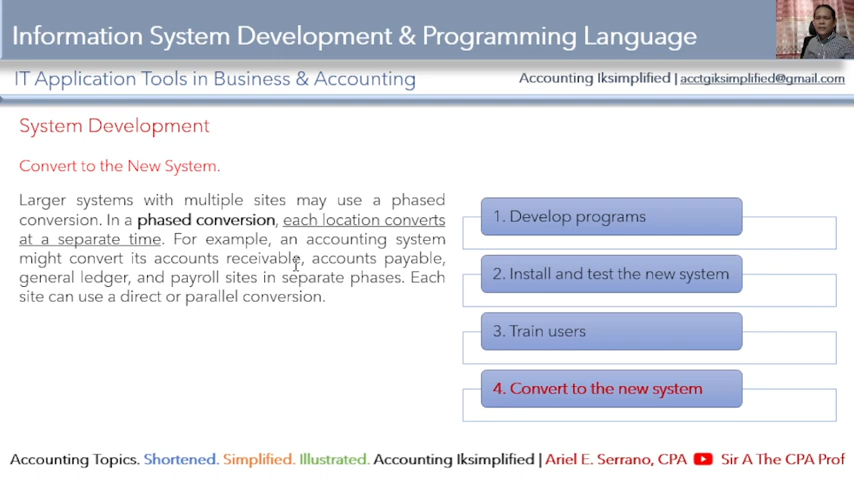 Information System Development & Programming Language
IT Application Tools in Business & Accounting
Accounting Iksimplified | acctgiksimplified@gmail.com
System Development
Convert to the New System.
Larger systems with multiple sites may use a phased
conversion. In a phased conversion, each location converts
at a separate time. For example, an accounting system
might convert its accounts receivable, accounts payable,
general ledger, and payroll sites in separate phases. Each
site can use a direct or parallel conversion.
1. Develop programs
2. Install and test the new system
3. Train users
4. Convert to the new system
Accounting Topics. Shortened. Simplified. Illustrated. Accounting Iksimplified | Ariel E. Serrano, CPA Sir A The CPA Prof